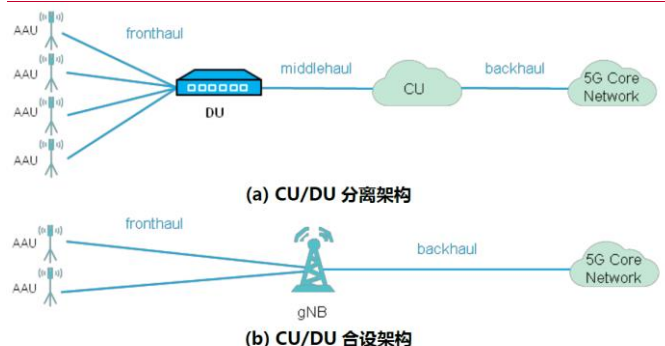 AAU
fronthaul
AAU
middlehaul
backhaul
CU
5G Core
Network
AAU
DU
AAU
(a) CU/DU 分离架构
fronthaul
AAU
backhaul
5G Core
Network
AAU
gNB
(b) CU/DU 合设架构